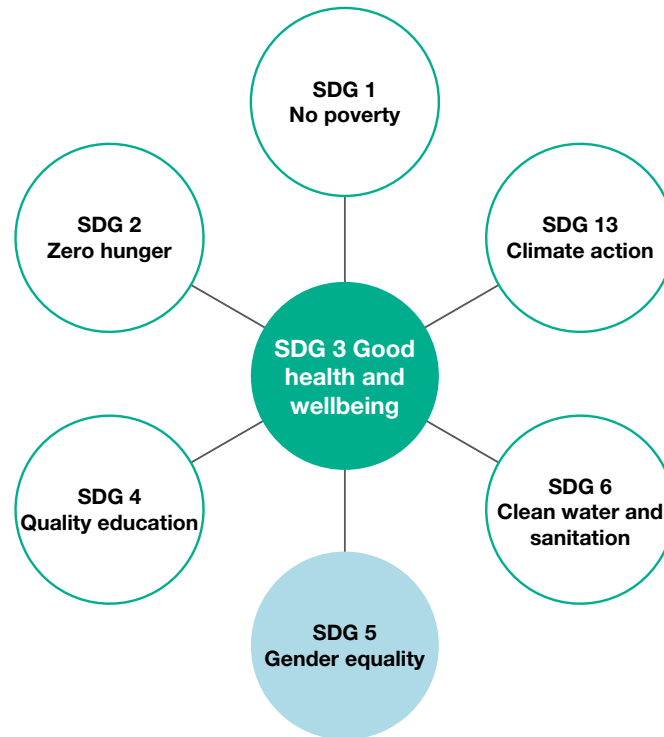 SDG 1
No poverty
SDG 2
Zero hunger
SDG 13
Climate action
SDG 3 Good
health and
wellbeing
SDG 4
Quality education
SDG 6
Clean water and
sanitation
SDG 5
Gender equality